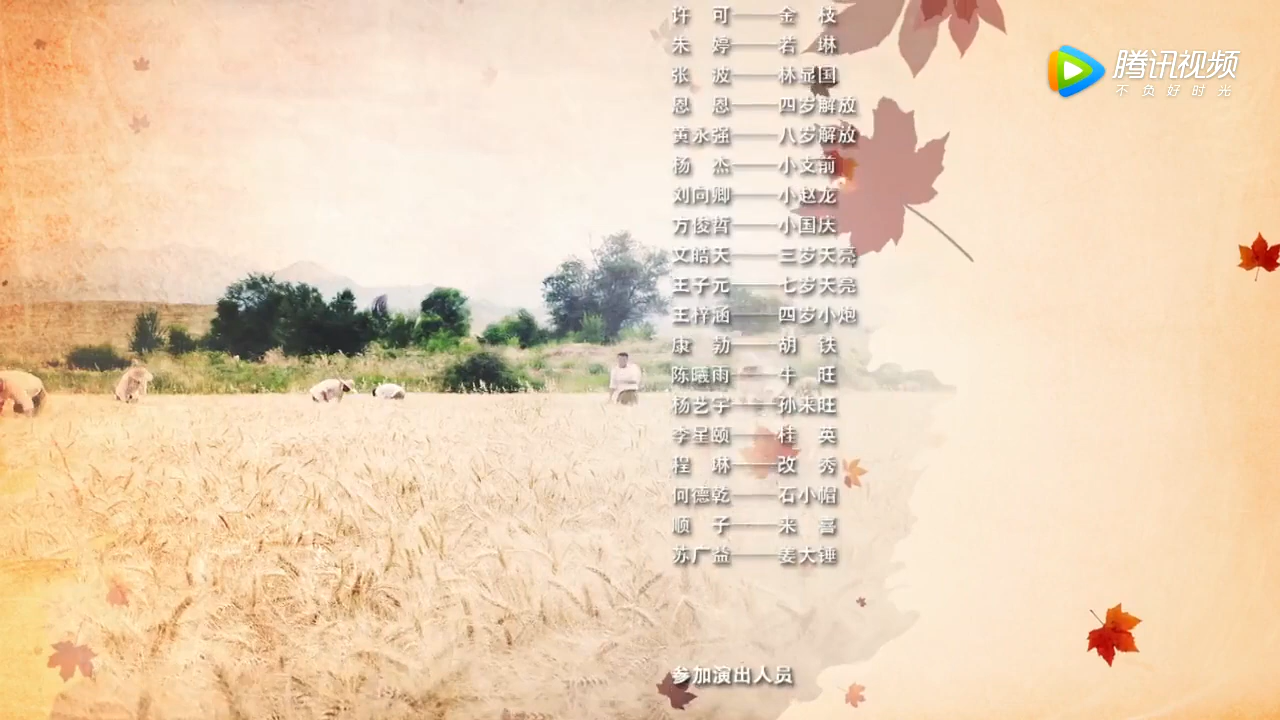 许 可——金 枝
朱 婷——若 琳
张 波——林显国
恩 恩——四岁解放
黄永强——八岁解放
杨 杰——小支前
刘向卿——小赵龙
方俊哲——小国庆
文皓天——三岁天亮
王子元——七岁天亮
王梓涵——四岁小炮
康 勃——胡 铁
陈曦雨——牛 旺
杨艺宇——孙来旺
李星颐——桂 英
程 琳——改 秀
何德乾——石小帽
顺 子——来 喜
苏广益——姜大锤
参加演出人员
腾讯视频
不负好时光